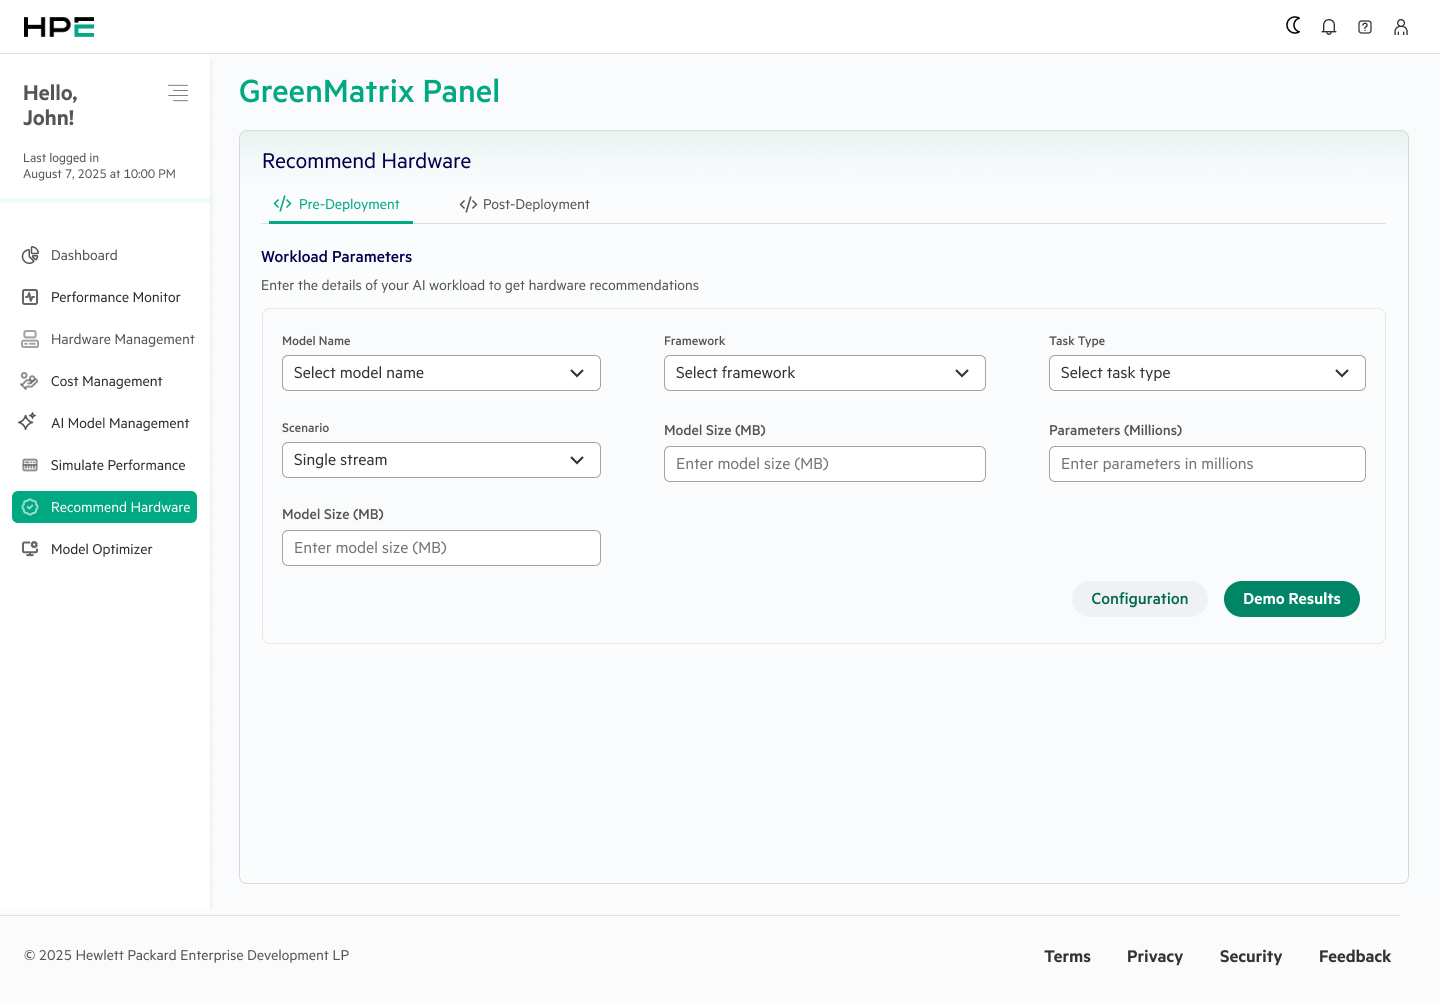 HPE
Hello,
John!
Last logged in
August 7, 2025 at 10:00 PM
Dashboard
Performance Monitor
Hardware Management
Cost Management
AI Model Management
Simulate Performance
Recommend Hardware
Model Optimizer
GreenMatrix Panel
Recommend Hardware
Pre-Deployment
Post-Deployment
Workload Parameters
Enter the details of your AI workload to get hardware recommendations
Model Name
Select model name
Framework
Select framework
Task Type
Select task type
Scenario
Single stream
Model Size (MB)
Enter model size (MB)
Parameters (Millions)
Enter parameters in millions
Model Size (MB)
Enter model size (MB)
Configuration
Demo Results
© 2025 Hewlett Packard Enterprise Development LP
Terms
Privacy
Security
Feedback